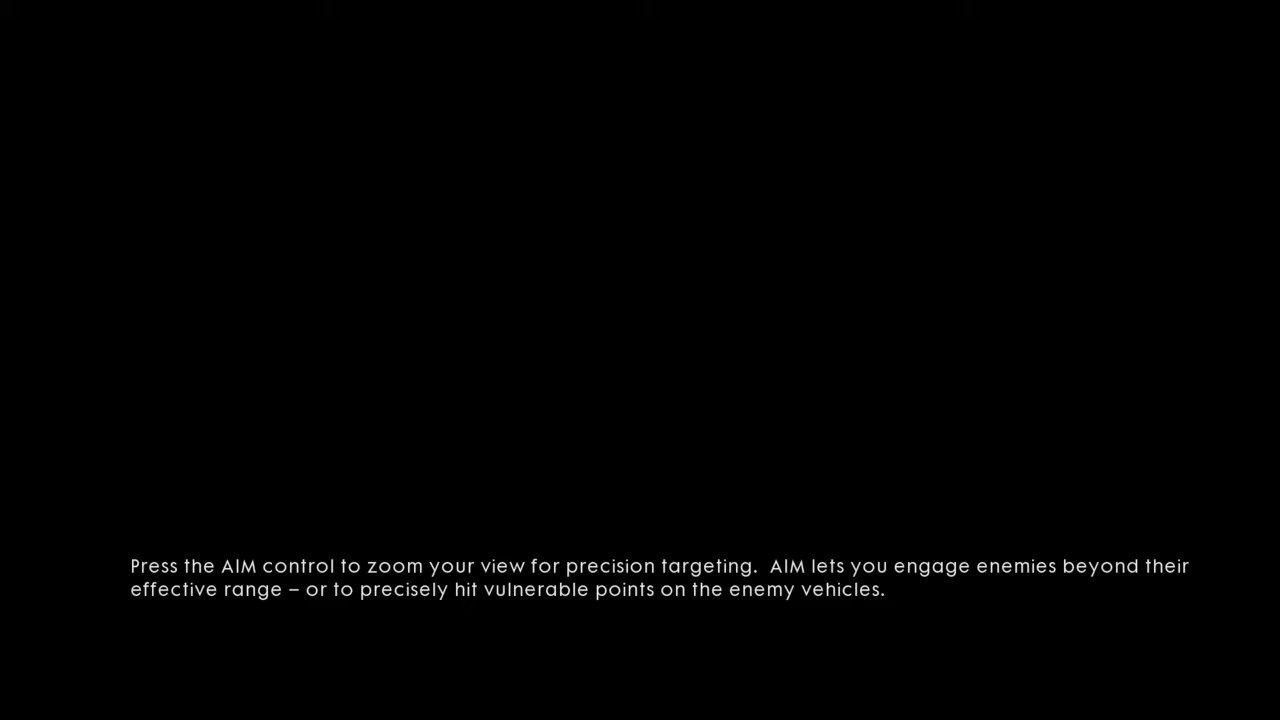 Press the AIM control to zoom your view for precision targeting.  AIM lets you engage enemies beyond their
effective range – or to precisely hit vulnerable points on the enemy vehicles.